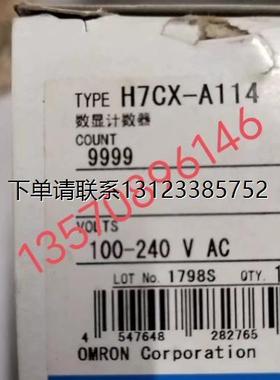 TYPE H7CX-A114
数显计数器
COUNT
9999
下单请联系13123385752
13570896146
VOLTS
100-240 V AC
LOT No. 1798S QTY. 1
4 547648 282765
OMRON Corporation